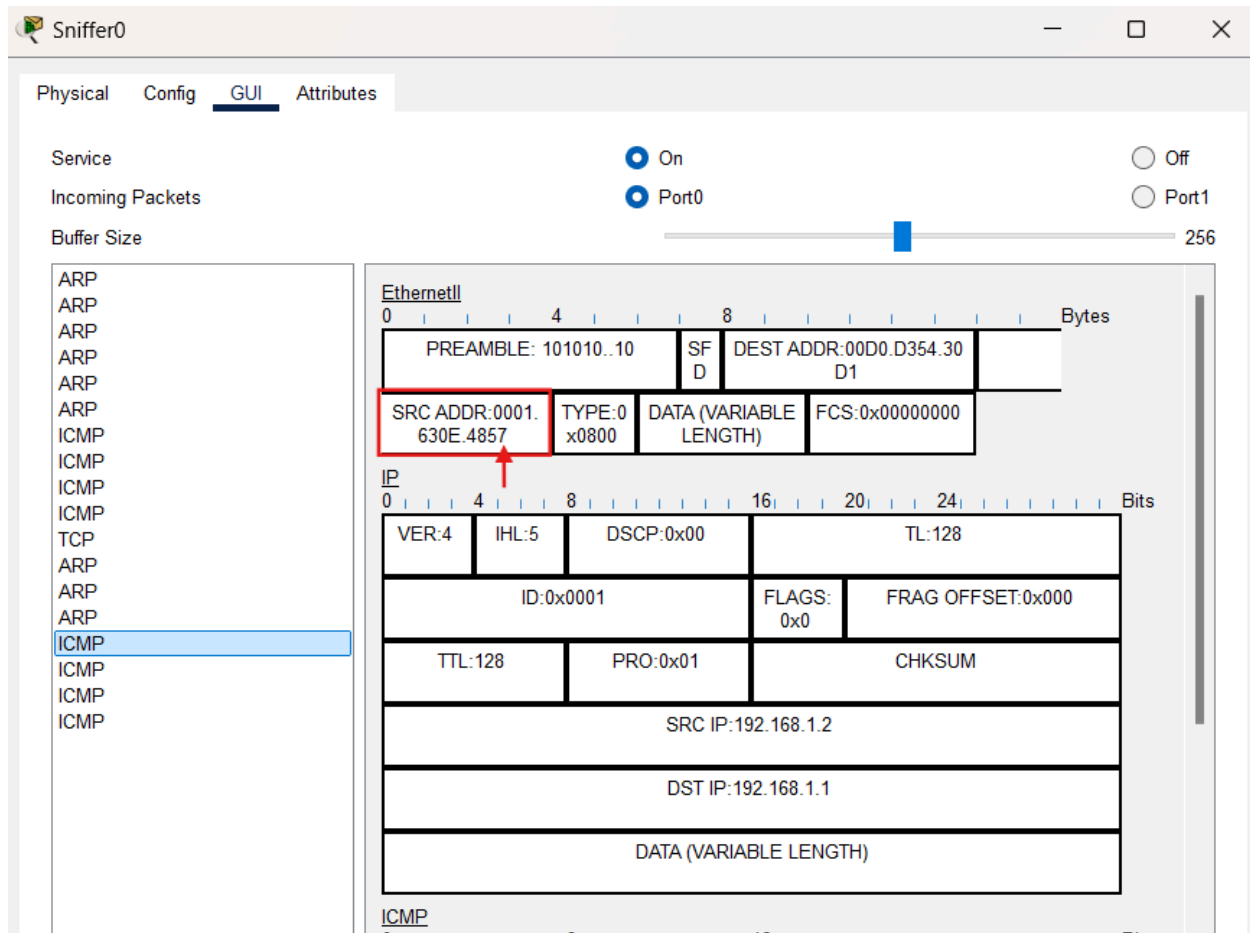 Sniffer0
Physical Config GUI Attributes
Service On Off
Incoming Packets Port0 Port1
Buffer Size 256
ARP
ARP
ARP
ARP
ARP
ARP
ICMP
ICMP
ICMP
ICMP
TCP
ARP
ARP
ARP
ICMP
ICMP
ICMP
ICMP
EthernetII
0 4 8 Bytes
PREAMBLE: 101010..10
SF
D
DEST ADDR:00D0.D354.30
D1
SRC ADDR:0001.
630E.4857
TYPE:0
x0800
DATA (VARIABLE
LENGTH)
FCS:0x00000000
IP
0 4 8 16 20 24 Bits
VER:4 IHL:5 DSCP:0x00 TL:128
ID:0x0001
FLAGS:
0x0
FRAG OFFSET:0x000
TTL:128 PRO:0x01 CHKSUM
SRC IP:192.168.1.2
DST IP:192.168.1.1
DATA (VARIABLE LENGTH)
ICMP